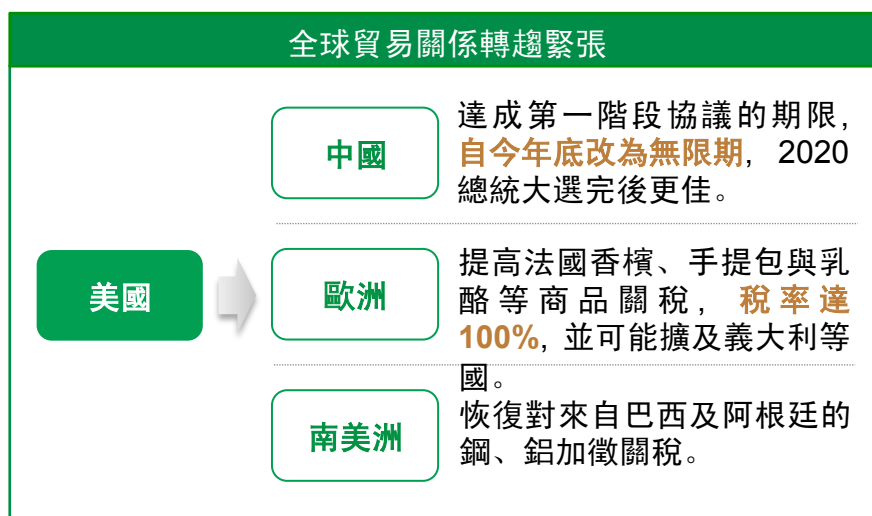 全球貿易關係轉趨緊張
美國
中國
達成第一階段協議的期限,
自今年底改為無限期, 2020
總統大選完後更佳。
歐洲
提高法國香檳、手提包與乳
酪等商品關稅, 稅率達
100%, 並可能擴及義大利等
國。
南美洲
恢復對來自巴西及阿根廷的
鋼、鋁加徵關稅。